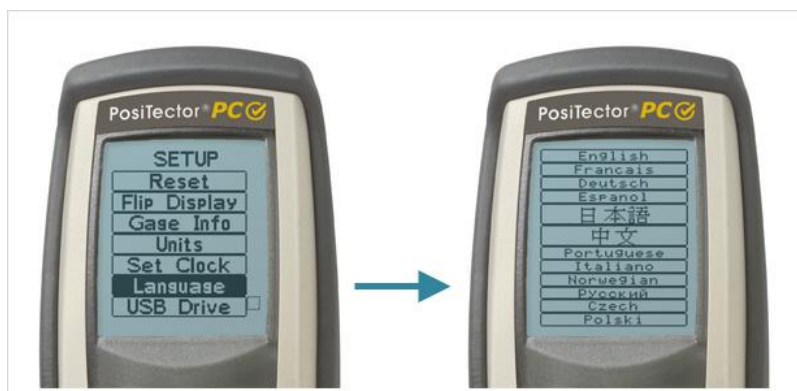 PosiTector® PC
SETUP
Reset
Flip Display
Gage Info
Units
Set Clock
Language
USB Drive
PosiTector® PC
English
Francais
Deutsch
Espanol
日本語
中文
Portuguese
Italiano
Norwegian
Русский
Czech
Polski